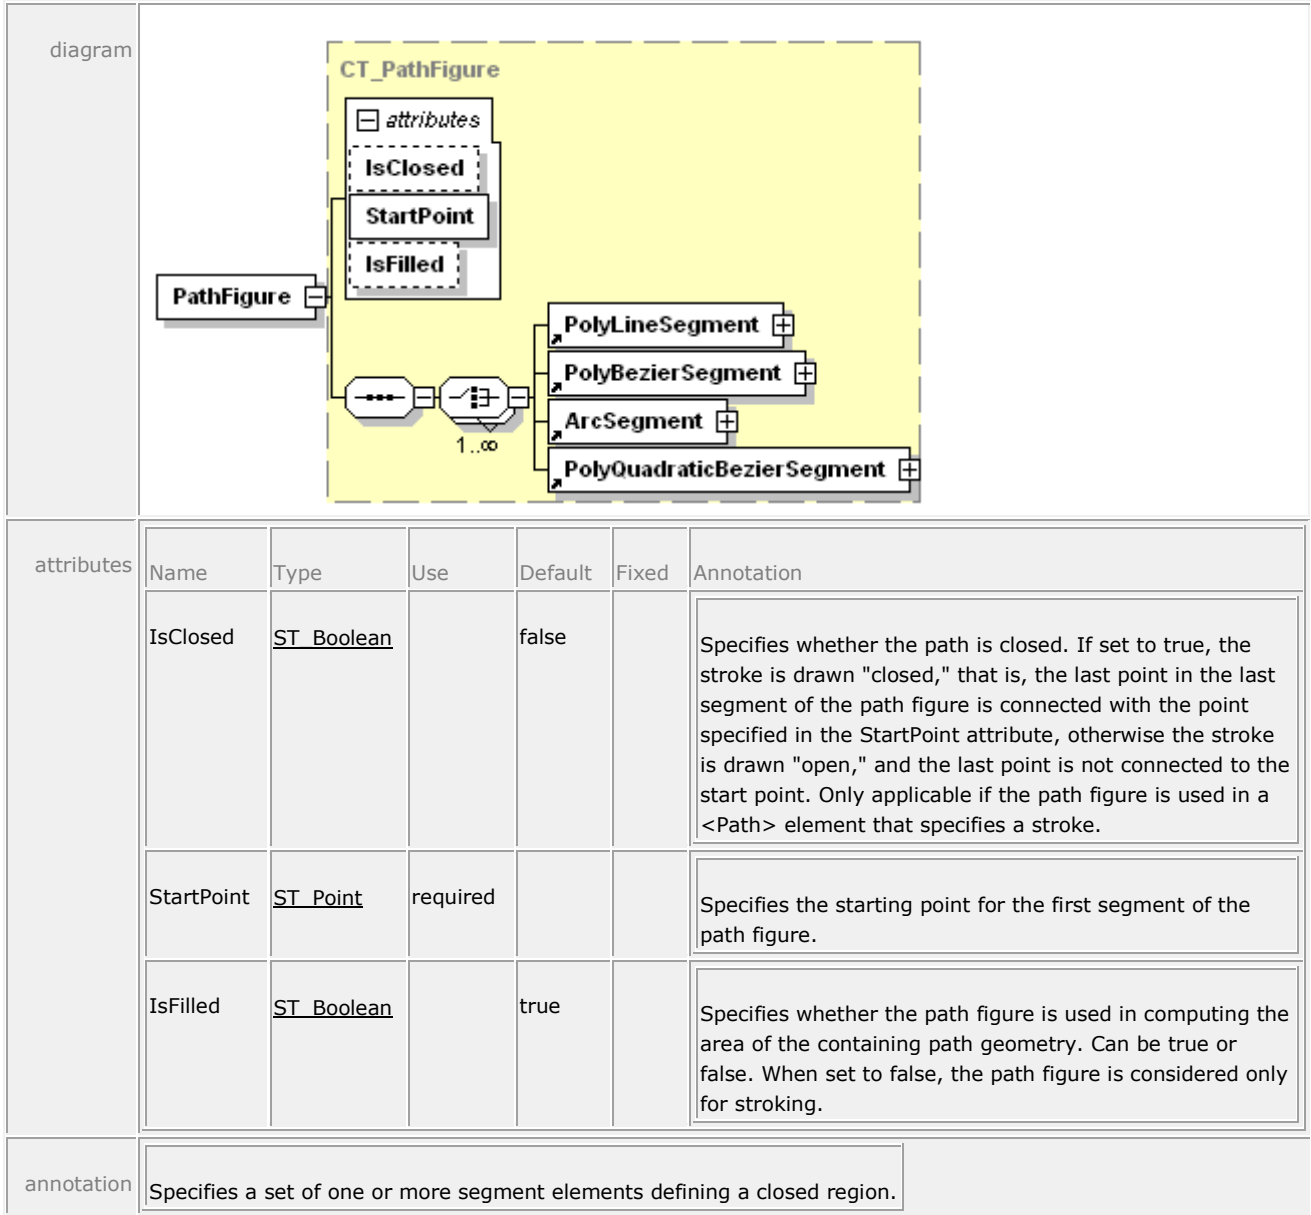 diagram
CT_PathFigure
attributes
IsClosed
StartPoint
IsFilled
PathFigure
PolyLineSegment
PolyBezierSegment
ArcSegment
PolyQuadraticBezierSegment
1..∞
attributes
Name Type Use Default Fixed Annotation
IsClosed ST_Boolean false
Specifies whether the path is closed. If set to true, the
stroke is drawn "closed," that is, the last point in the last
segment of the path figure is connected with the point
specified in the StartPoint attribute, otherwise the stroke
is drawn "open," and the last point is not connected to the
start point. Only applicable if the path figure is used in a
<Path> element that specifies a stroke.
StartPoint ST_Point required
Specifies the starting point for the first segment of the
path figure.
IsFilled ST_Boolean true
Specifies whether the path figure is used in computing the
area of the containing path geometry. Can be true or
false. When set to false, the path figure is considered only
for stroking.
annotation
Specifies a set of one or more segment elements defining a closed region.